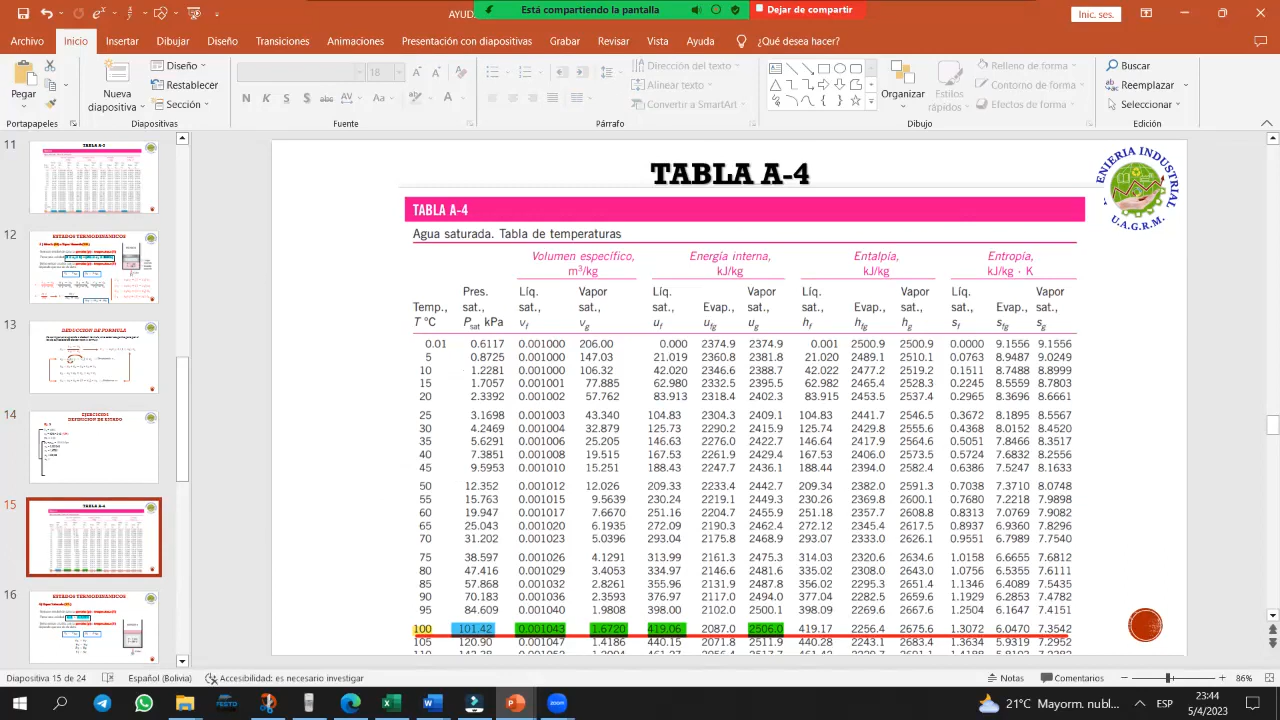 AYUD.
Está compartiendo la pantalla
Dejar de compartir
Inic. ses.
Archivo Inicio Insertar Dibujar Diseño Transiciones Animaciones Presentación con diapositivas Grabar Revisar Vista Ayuda ¿Qué desea hacer?
Pegar
Nueva diapositiva
Diseño
Restablecer
Sección
18
N K S S abc AV Aa A
Dirección del texto
Alinear texto
Convertir a SmartArt
Organizar
Estilos rápidos
Relleno de forma
Contorno de forma
Efectos de forma
Buscar
Reemplazar
Seleccionar
Portapapeles Diapositivas Fuente Párrafo Dibujo Edición
12
13
14
15
16
TABLA A-4
ENIERIA INDUSTRIAL
U.A.G.R.M.
TABLA A-4
Agua saturada. Tabla de temperaturas
Volumen específico, Energía interna, Entalpía, Entropía,
m³/kg kJ/kg kJ/kg kJ/kg · K
Pres. Líq. Vapor Líq. Vapor Líq. Vapor Líq. Vapor
Temp., sat., sat., sat., sat., Evap., sat., sat., Evap., sat., sat., Evap., sat.,
T °C Psat kPa vf vg uf ufg ug hf hfg hg sf sfg sg
0.01 0.6117 0.001000 206.00 0.000 2374.9 2374.9 0.001 2500.9 2500.9 0.0000 9.1556 9.1556
5 0.8725 0.001000 147.03 21.019 2360.8 2381.8 21.020 2489.1 2510.1 0.0763 8.9487 9.0249
10 1.2281 0.001000 106.32 42.020 2346.6 2388.7 42.022 2477.2 2519.2 0.1511 8.7488 8.8999
15 1.7057 0.001001 77.885 62.980 2332.5 2395.5 62.982 2465.4 2528.3 0.2245 8.5559 8.7803
20 2.3392 0.001002 57.762 83.913 2318.4 2402.3 83.915 2453.5 2537.4 0.2965 8.3696 8.6661
25 3.1698 0.001003 43.340 104.83 2304.3 2409.1 104.83 2441.7 2546.5 0.3672 8.1895 8.5567
30 4.2469 0.001004 32.879 125.73 2290.2 2415.9 125.74 2429.8 2555.6 0.4368 8.0152 8.4520
35 5.6291 0.001006 25.205 146.63 2276.0 2422.7 146.64 2417.9 2564.6 0.5051 7.8466 8.3517
40 7.3851 0.001008 19.515 167.53 2261.9 2429.4 167.53 2406.0 2573.5 0.5724 7.6832 8.2556
45 9.5953 0.001010 15.251 188.43 2247.7 2436.1 188.44 2394.0 2582.4 0.6386 7.5247 8.1633
50 12.352 0.001012 12.026 209.33 2233.4 2442.7 209.34 2382.0 2591.3 0.7038 7.3710 8.0748
55 15.763 0.001015 9.5639 230.24 2219.1 2449.3 230.26 2369.8 2600.1 0.7680 7.2218 7.9898
60 19.947 0.001017 7.6670 251.16 2204.7 2455.9 251.18 2357.7 2608.8 0.8313 7.0769 7.9082
65 25.043 0.001020 6.1935 272.09 2190.3 2462.4 272.12 2345.4 2617.5 0.8937 6.9360 7.8296
70 31.202 0.001023 5.0396 293.04 2175.8 2468.9 293.07 2333.0 2626.1 0.9551 6.7989 7.7540
75 38.597 0.001026 4.1291 313.99 2161.3 2475.3 314.03 2320.6 2634.6 1.0158 6.6655 7.6812
80 47.416 0.001029 3.4053 334.97 2146.6 2481.6 335.02 2308.0 2643.0 1.0756 6.5355 7.6111
85 57.868 0.001032 2.8261 355.96 2131.9 2487.8 356.02 2295.3 2651.4 1.1346 6.4089 7.5435
90 70.183 0.001036 2.3593 376.97 2117.0 2494.0 377.04 2282.5 2659.6 1.1929 6.2853 7.4782
95 84.609 0.001040 1.9808 398.00 2102.0 2500.1 398.09 2269.6 2667.6 1.2504 6.1647 7.4151
100 101.42 0.001043 1.6720 419.06 2087.0 2506.0 419.17 2256.4 2675.6 1.3072 6.0470 7.3542
105 120.90 0.001047 1.4186 440.15 2071.8 2511.9 440.28 2243.1 2683.4 1.3634 5.9319 7.2952
Diapositiva 15 de 24 Español (Bolivia) Accesibilidad: es necesario investigar Notas Comentarios 86%
FESTO
zoom
21°C Mayorm. nubl... ESP
23:44
5/4/2023